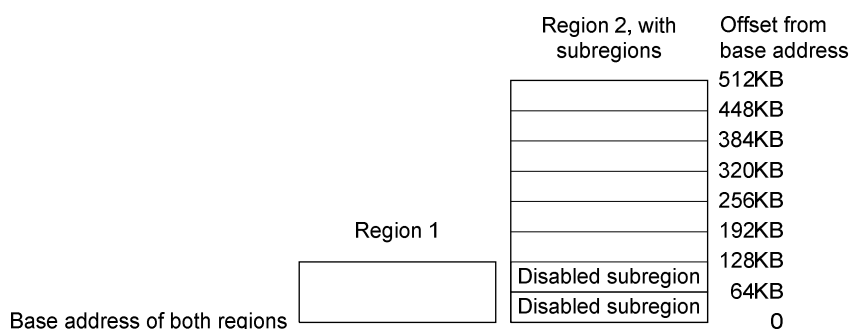 Region 2, with
subregions
Offset from
base address
512KB
448KB
384KB
320KB
256KB
192KB
Region 1
128KB
Disabled subregion
64KB
Disabled subregion
Base address of both regions
0